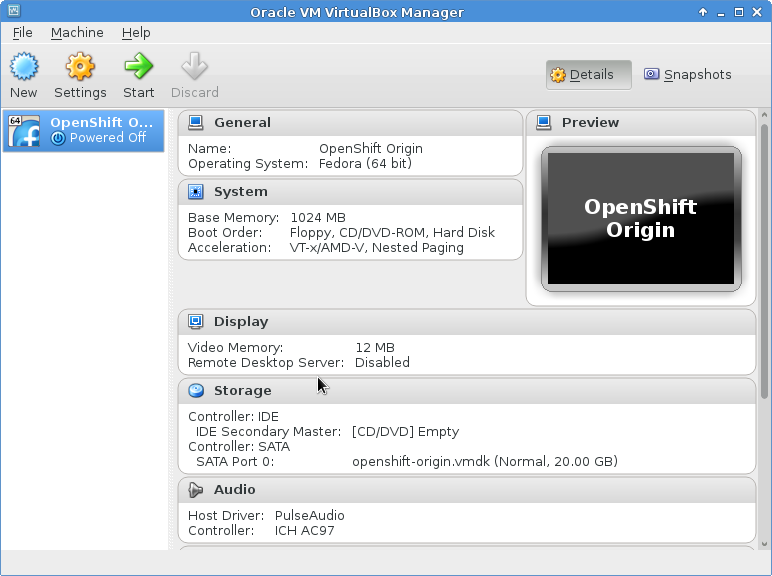 Oracle VM VirtualBox Manager
File Machine Help
New Settings Start Discard Details Snapshots
64 OpenShift O...
Powered Off
General
Name: OpenShift Origin
Operating System: Fedora (64 bit)
System
Base Memory: 1024 MB
Boot Order: Floppy, CD/DVD-ROM, Hard Disk
Acceleration: VT-x/AMD-V, Nested Paging
Preview
OpenShift
Origin
Display
Video Memory: 12 MB
Remote Desktop Server: Disabled
Storage
Controller: IDE
IDE Secondary Master: [CD/DVD] Empty
Controller: SATA
SATA Port 0: openshift-origin.vmdk (Normal, 20.00 GB)
Audio
Host Driver: PulseAudio
Controller: ICH AC97